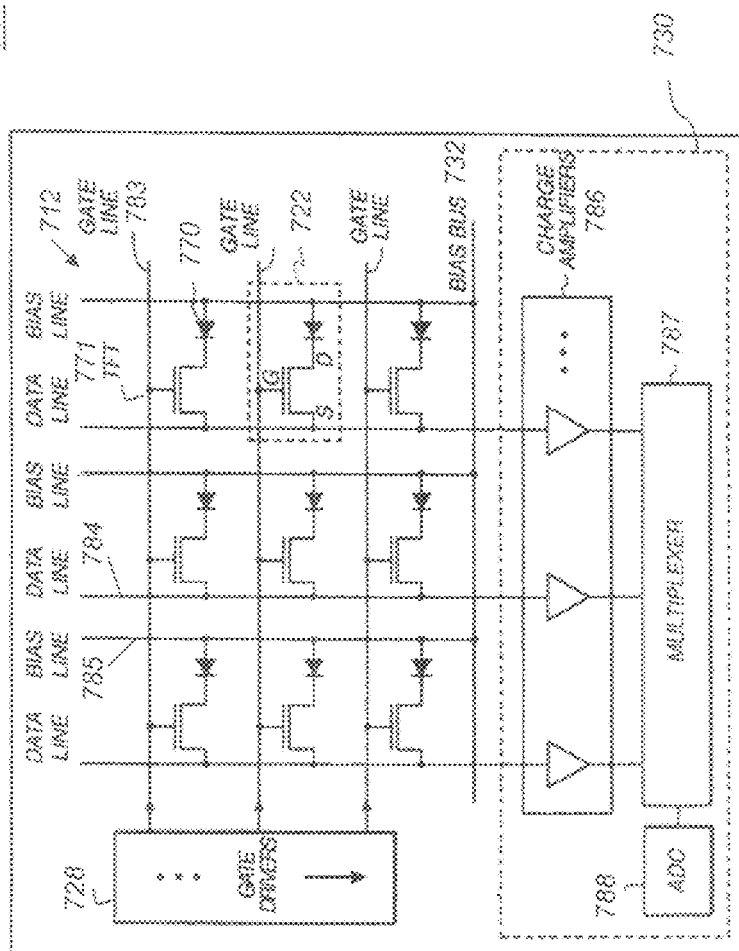 DATA
LINE
BIAS
LINE
DATA
LINE
BIAS
LINE
DATA
LINE
BIAS
LINE
785
784
771
TFT
712
GATE
LINE
783
770
GATE
LINE
722
GATE
LINE
G
S
D
728
...
GATE
DRIVERS
BIAS BUS 732
CHARGE
AMPLIFIERS
786
...
787
MULTIPLEXER
788
ADC
730